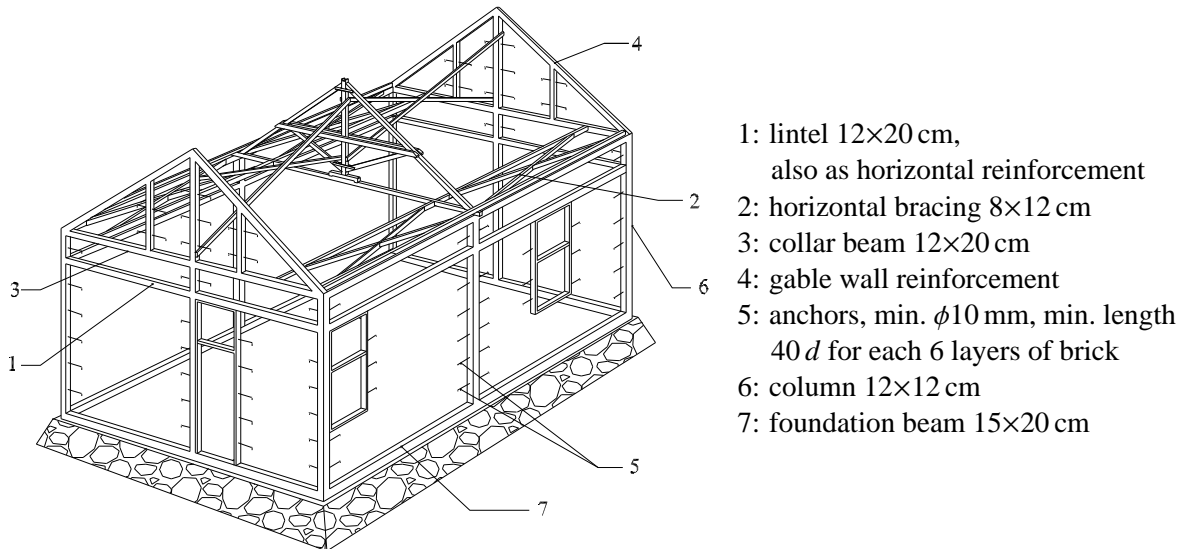 4
2
3
6
1
5
7
1: lintel 12×20 cm,
also as horizontal reinforcement
2: horizontal bracing 8×12 cm
3: collar beam 12×20 cm
4: gable wall reinforcement
5: anchors, min. ϕ10 mm, min. length
40 d for each 6 layers of brick
6: column 12×12 cm
7: foundation beam 15×20 cm